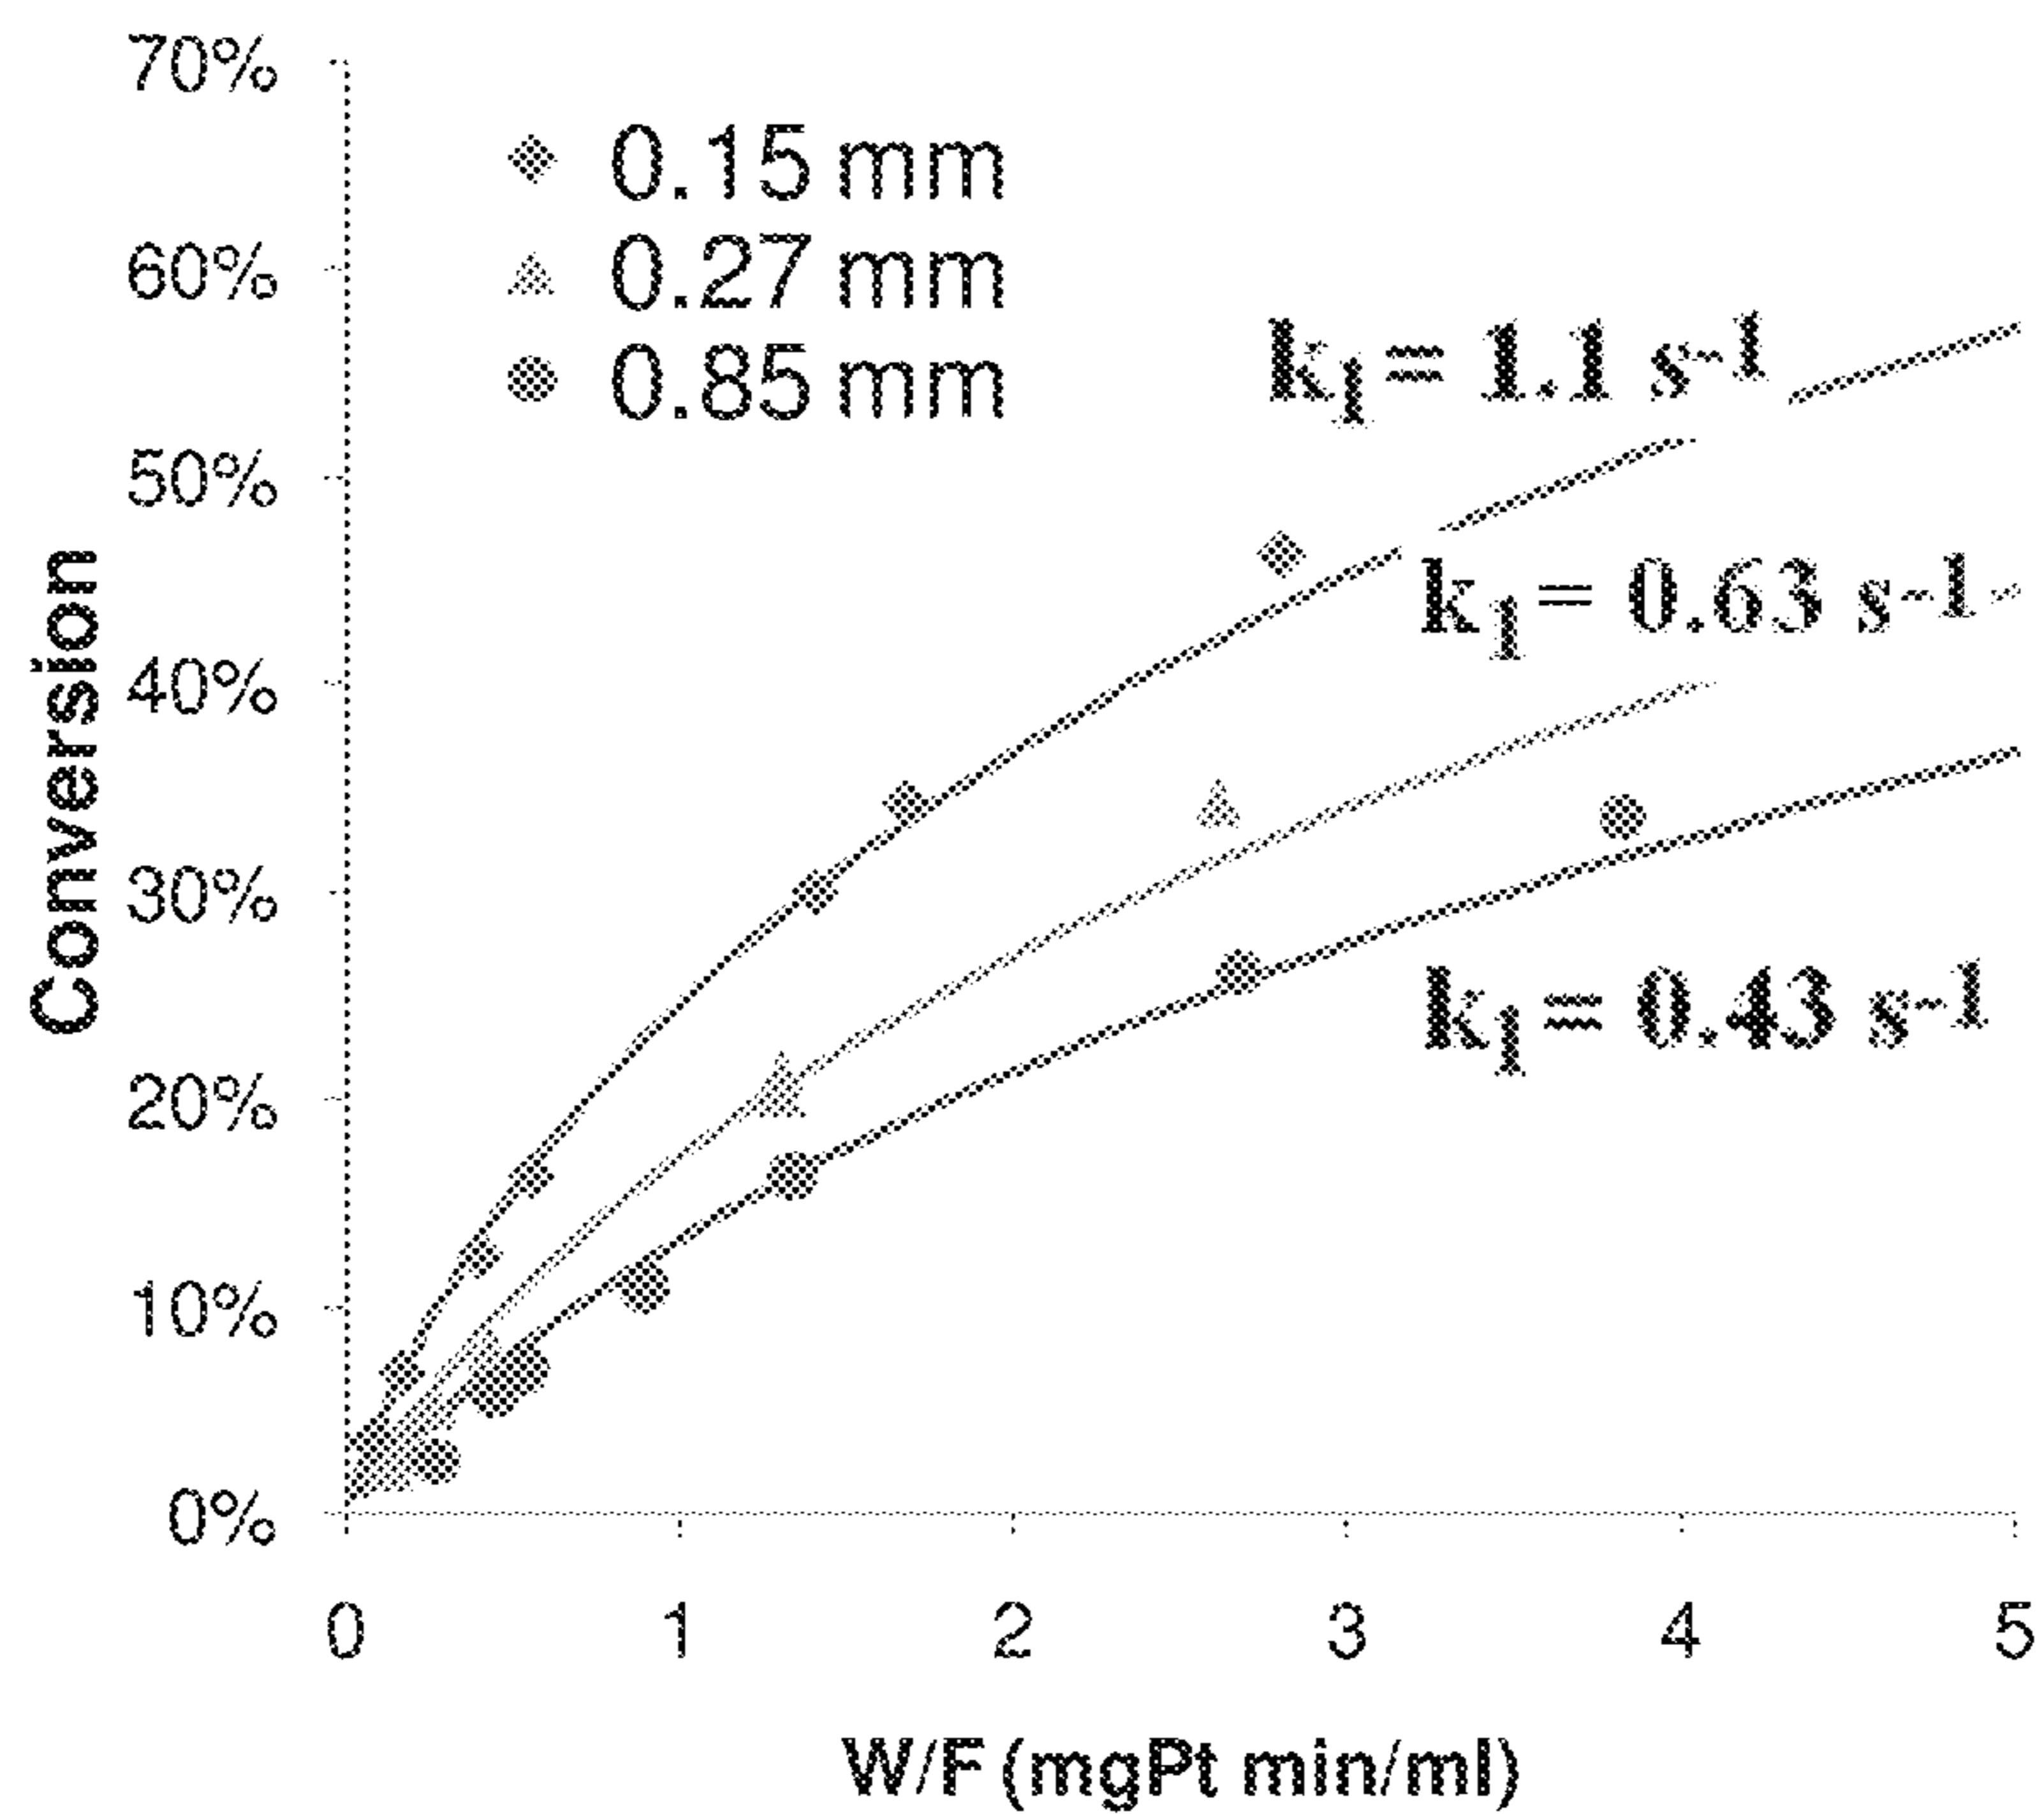 70%
60%
50%
40%
30%
20%
10%
0%
Conversion
0.15 mm
0.27 mm
0.85 mm
k₁= 1.1 s⁻¹
k₁= 0.63 s⁻¹
k₁= 0.43 s⁻¹
0 1 2 3 4 5
W/F (mgPt min/ml)